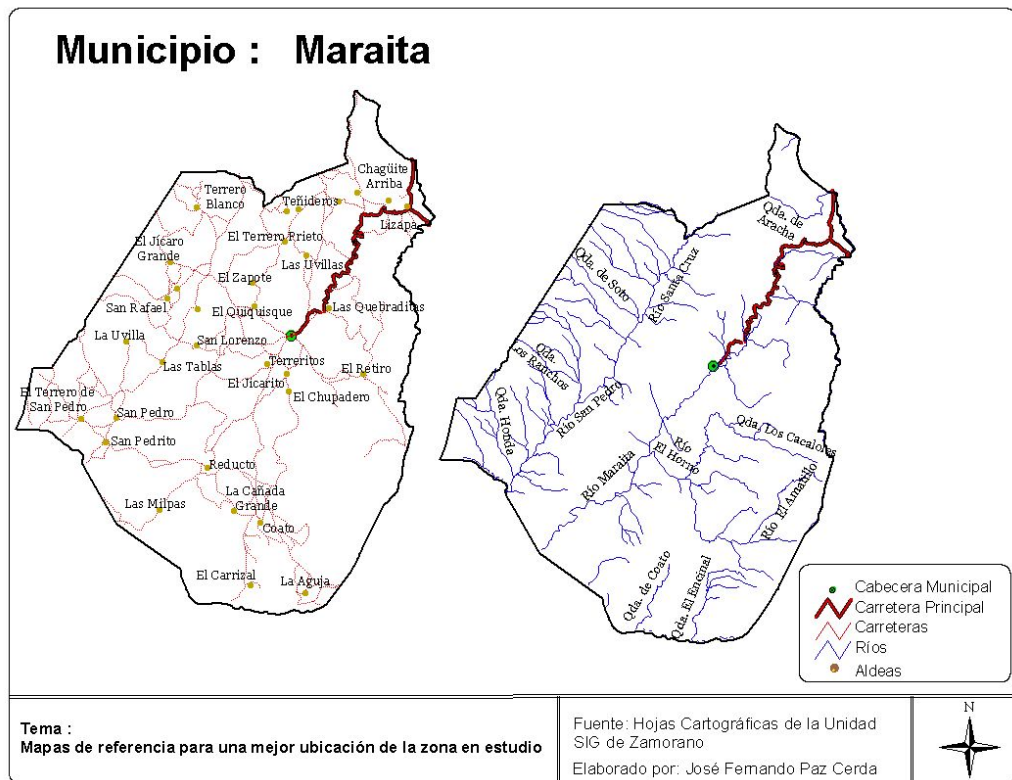 Municipio : Maraita
Chagüite
Arriba
Terrero
Blanco
Teñideros
Lizapa
El Terrero Prieto
El Jícaro
Grande
Las Uvillas
El Zapote
San Rafael
El Quiquisque
Las Quebraditas
La Uvilla
San Lorenzo
Las Tablas
Terreritos
El Retiro
El Jicarito
El Chupadero
El Terrero de
San Pedro
San Pedro
San Pedrito
Reducto
La Cañada
Grande
Las Milpas
Coato
El Carrizal
La Aguja
Qda. de
Aracha
Qda. de Soto
Río Santa Cruz
Qda.
Los Ranchos
Río San Pedro
Qda. Honda
Qda. Los Cacalotes
Río
El Horno
Río Maraita
Río El Amatillo
Qda. de Coato
Qda. El Encinal
Cabecera Municipal
Carretera Principal
Carreteras
Ríos
Aldeas
Tema :
Mapas de referencia para una mejor ubicación de la zona en estudio
Fuente: Hojas Cartográficas de la Unidad
SIG de Zamorano
Elaborado por: José Fernando Paz Cerda
N